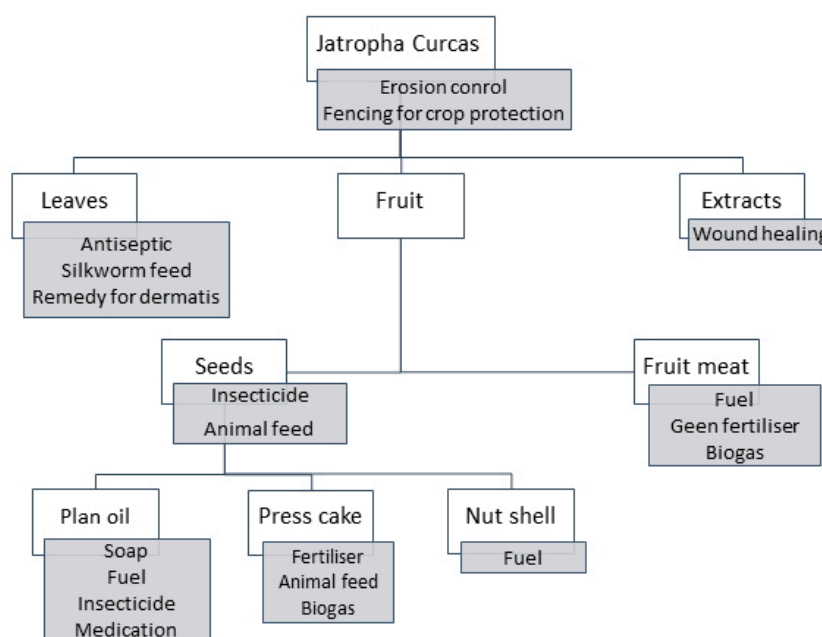 Jatropha Curcas
Erosion conrol
Fencing for crop protection
Leaves
Antiseptic
Silkworm feed
Remedy for dermatis
Fruit
Extracts
Wound healing
Seeds
Insecticide
Animal feed
Fruit meat
Fuel
Geen fertiliser
Biogas
Plan oil
Soap
Fuel
Insecticide
Medication
Press cake
Fertiliser
Animal feed
Biogas
Nut shell
Fuel